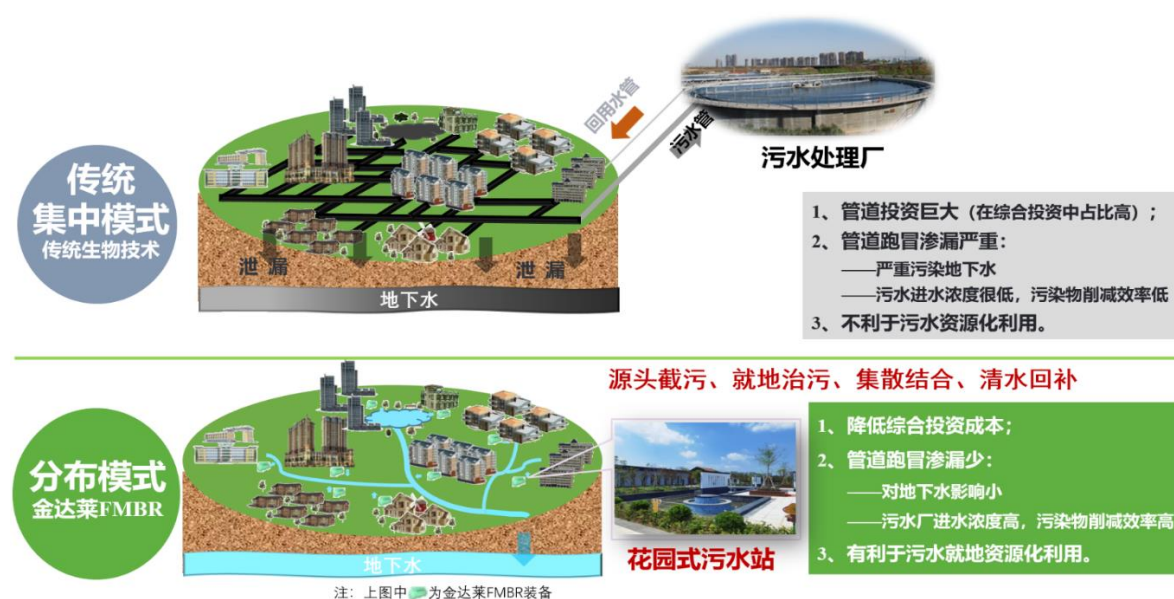 回用水管
污水管
污水处理厂
传统
集中模式
传统生物技术
泄漏
泄漏
地下水
1、管道投资巨大（在综合投资中占比高）；
2、管道跑冒渗漏严重：
——严重污染地下水
——污水进水浓度很低，污染物削减效率低
3、不利于污水资源化利用。
源头截污、就地治污、集散结合、清水回补
分布模式
金达莱FMBR
地下水
花园式污水站
1、降低综合投资成本；
2、管道跑冒渗漏少：
——对地下水影响小
——污水厂进水浓度高，污染物削减效率高
3、有利于污水就地资源化利用。
注：上图中为金达莱FMBR装备